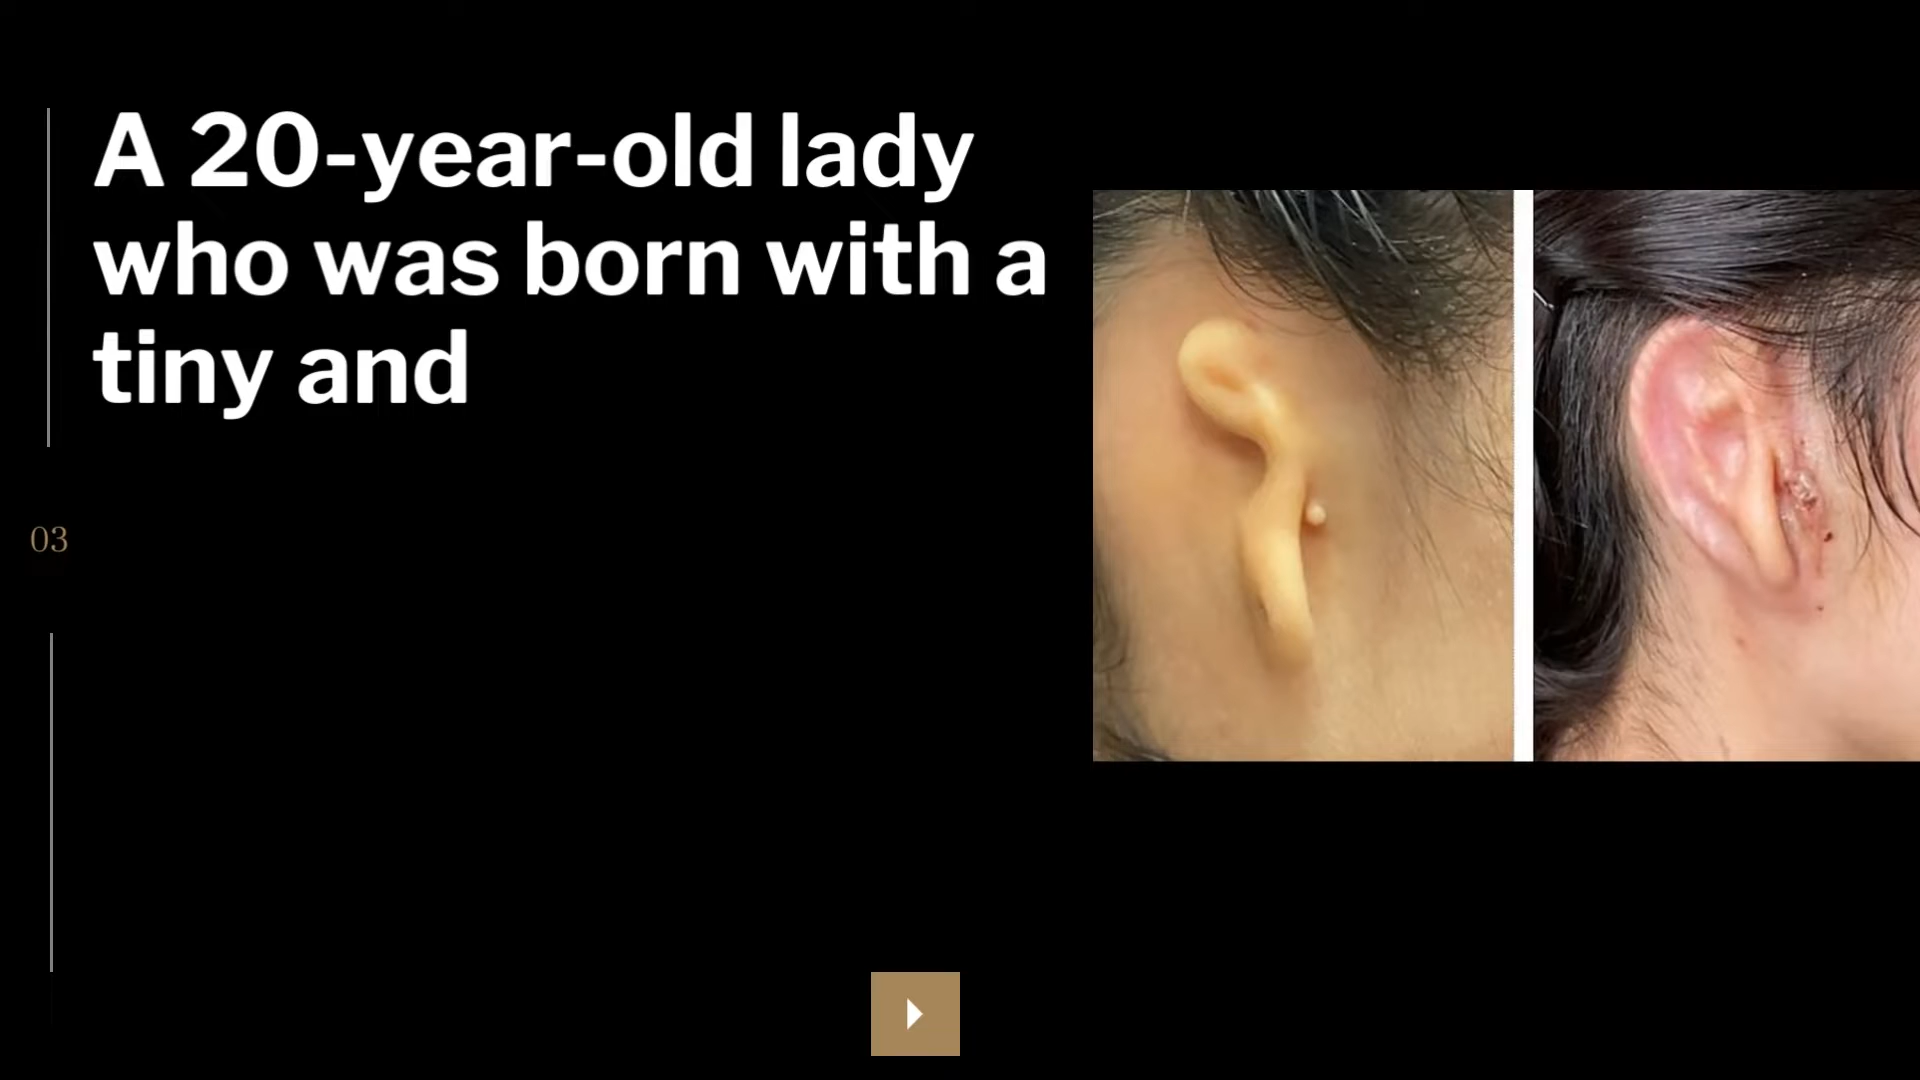 A 20-year-old lady
who was born with a
tiny and
03